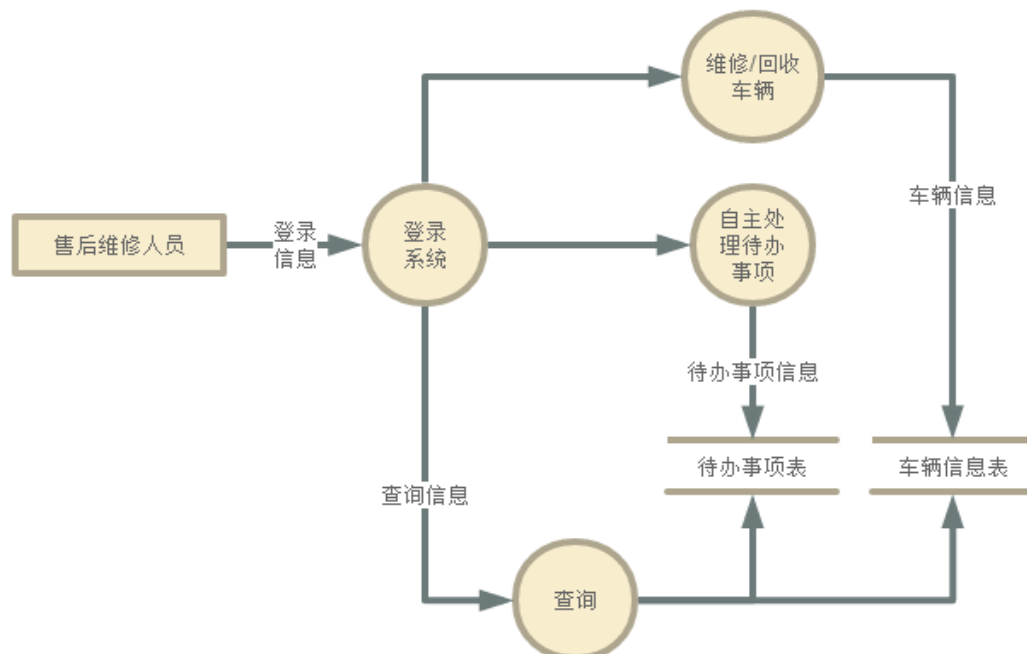 维修/回收
车辆
车辆信息
售后维修人员
登录
信息
登录
系统
自主处
理待办
事项
待办事项信息
待办事项表
车辆信息表
查询信息
查询